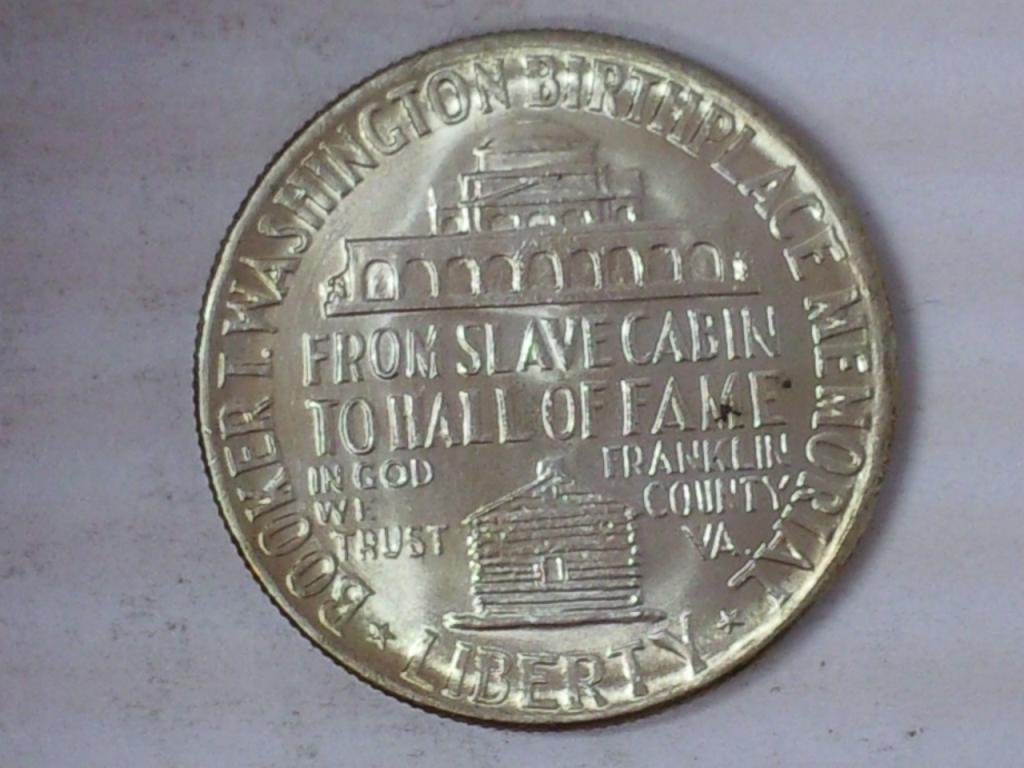 BOOKER T. WASHINGTON BIRTHPLACE MEMORIAL
FROM SLAVE CABIN
TO HALL OF FAME
IN GOD
WE
TRUST
FRANKLIN
COUNTY,
VA.
LIBERTY